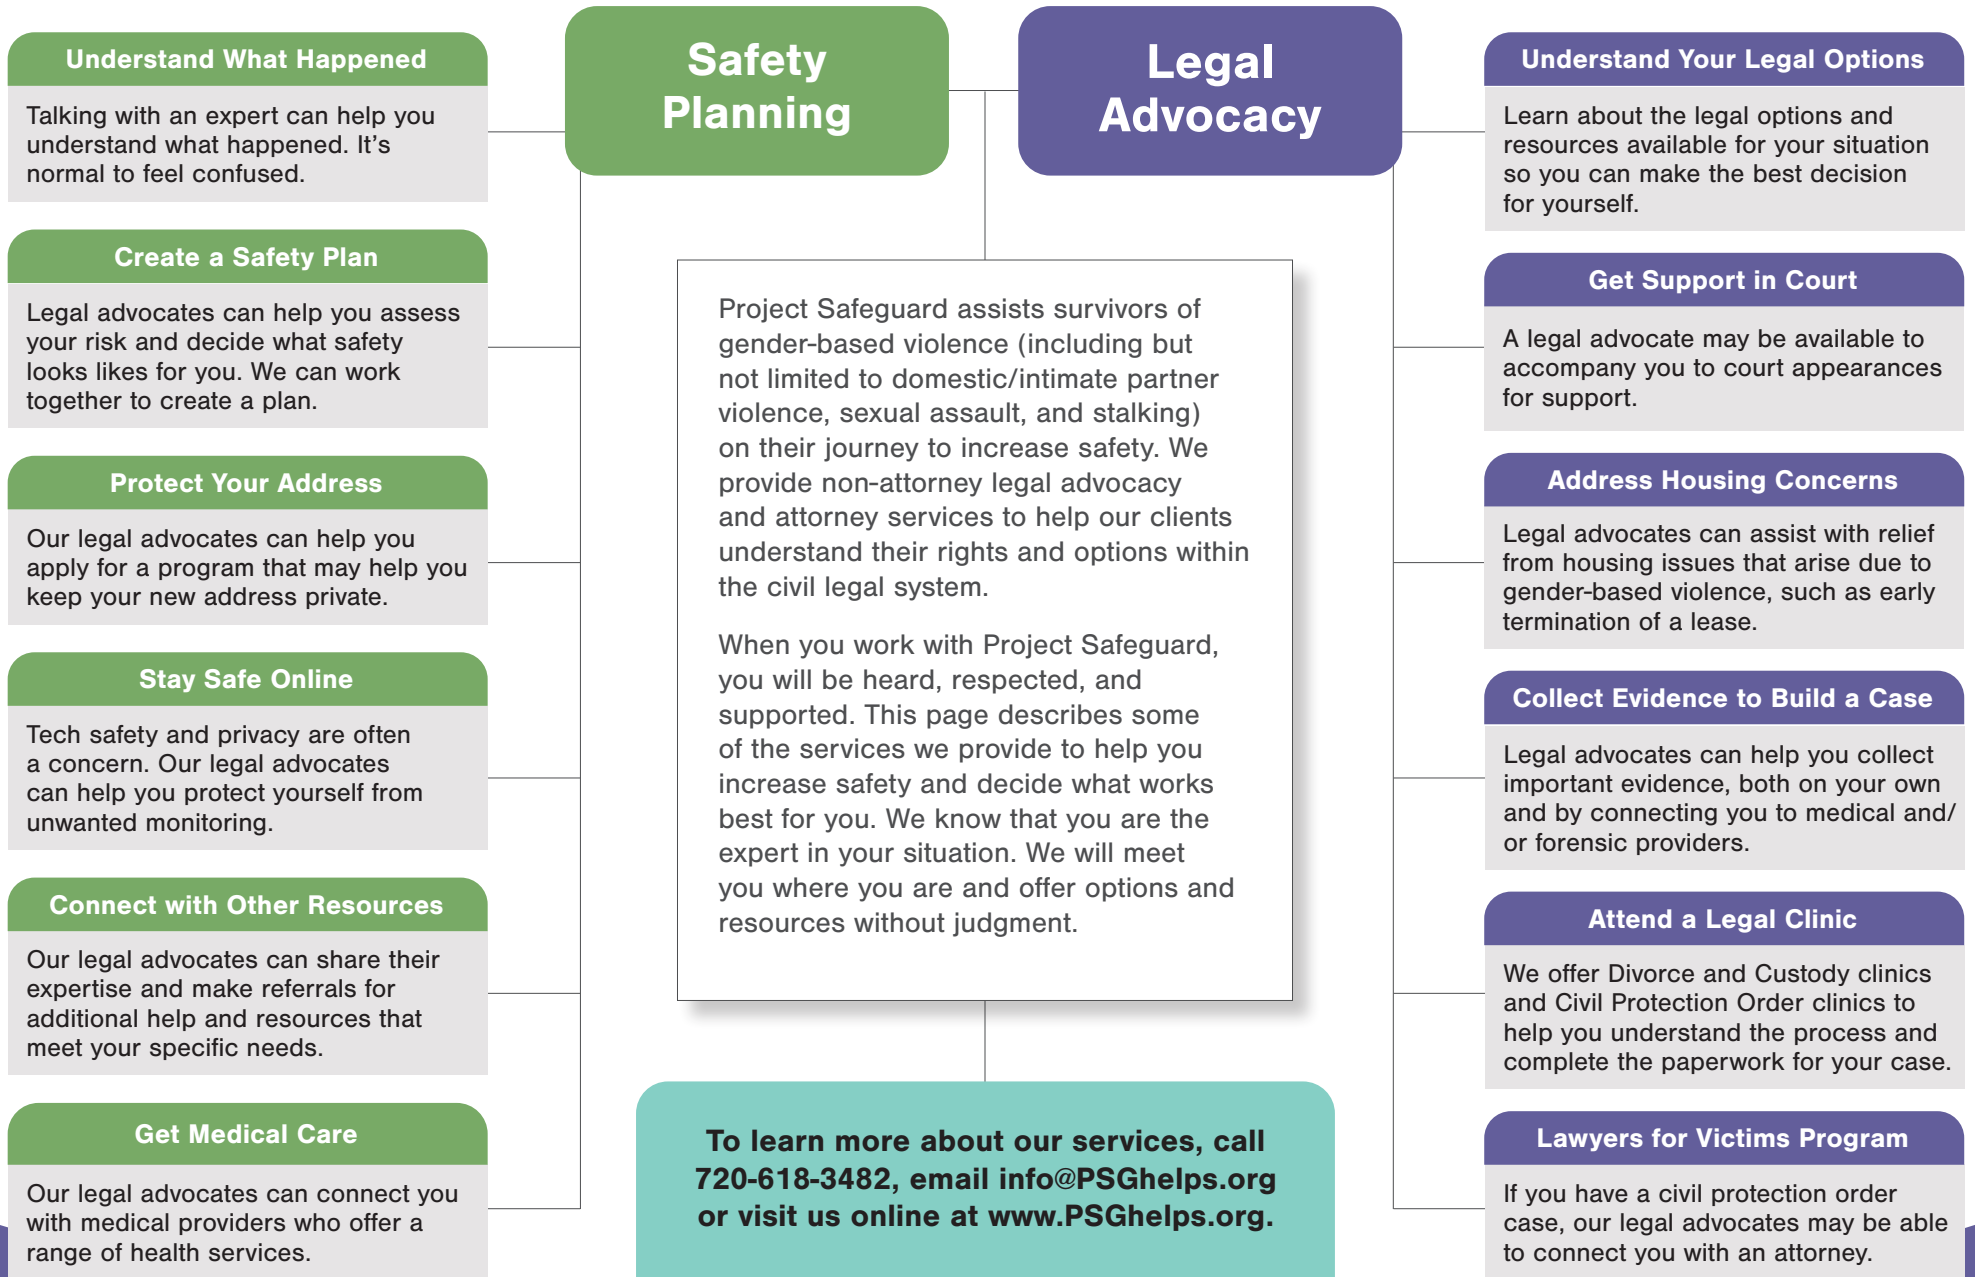 Understand What Happened
Talking with an expert can help you
understand what happened. It's
normal to feel confused.
Create a Safety Plan
Legal advocates can help you assess
your risk and decide what safety
looks likes for you. We can work
together to create a plan.
Protect Your Address
Our legal advocates can help you
apply for a program that may help you
keep your new address private.
Stay Safe Online
Tech safety and privacy are often
a concern. Our legal advocates
can help you protect yourself from
unwanted monitoring.
Connect with Other Resources
Our legal advocates can share their
expertise and make referrals for
additional help and resources that
meet your specific needs.
Get Medical Care
Our legal advocates can connect you
with medical providers who offer a
range of health services.
Safety
Planning
Legal
Advocacy
Project Safeguard assists survivors of
gender-based violence (including but
not limited to domestic/intimate partner
violence, sexual assault, and stalking)
on their journey to increase safety. We
provide non-attorney legal advocacy
and attorney services to help our clients
understand their rights and options within
the civil legal system.
When you work with Project Safeguard,
you will be heard, respected, and
supported. This page describes some
of the services we provide to help you
increase safety and decide what works
best for you. We know that you are the
expert in your situation. We will meet
you where you are and offer options and
resources without judgment.
To learn more about our services, call
720-618-3482, email info@PSGhelps.org
or visit us online at www.PSGhelps.org.
Understand Your Legal Options
Learn about the legal options and
resources available for your situation
so you can make the best decision
for yourself.
Get Support in Court
A legal advocate may be available to
accompany you to court appearances
for support.
Address Housing Concerns
Legal advocates can assist with relief
from housing issues that arise due to
gender-based violence, such as early
termination of a lease.
Collect Evidence to Build a Case
Legal advocates can help you collect
important evidence, both on your own
and by connecting you to medical and/
or forensic providers.
Attend a Legal Clinic
We offer Divorce and Custody clinics
and Civil Protection Order clinics to
help you understand the process and
complete the paperwork for your case.
Lawyers for Victims Program
If you have a civil protection order
case, our legal advocates may be able
to connect you with an attorney.